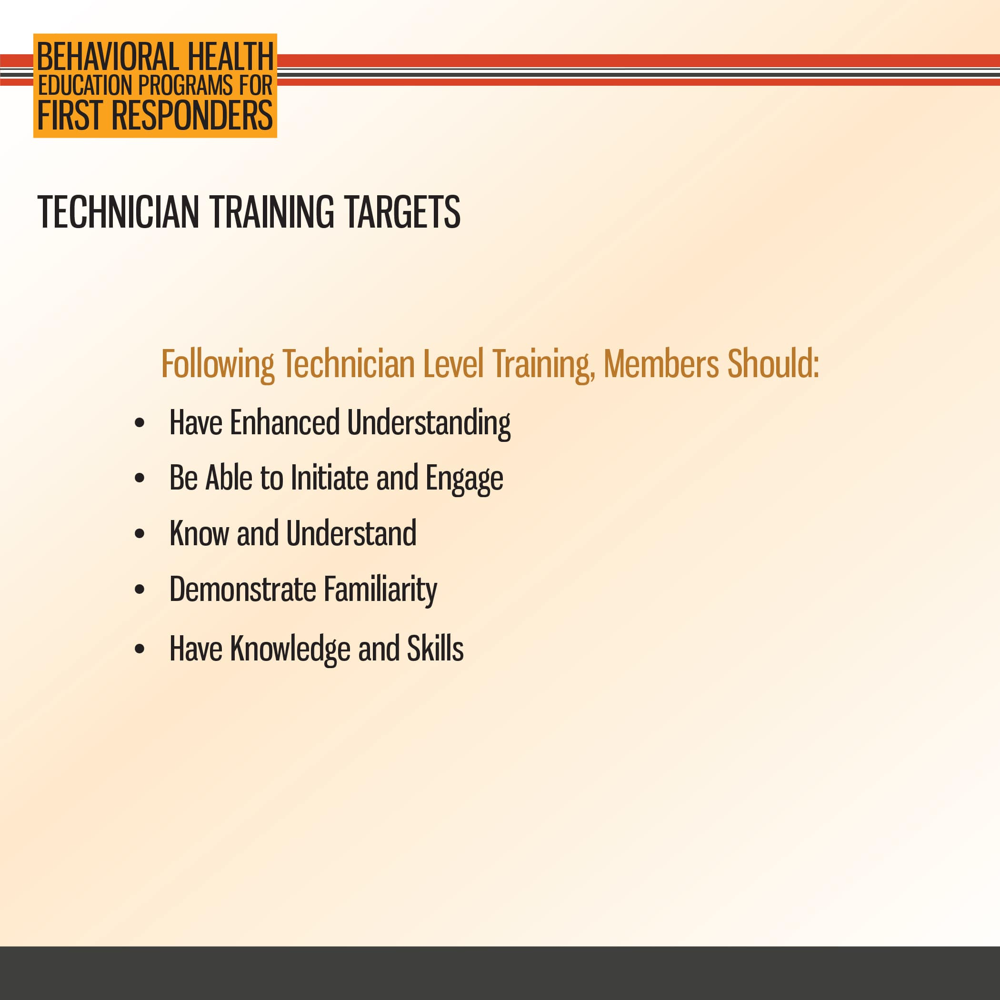 BEHAVIORAL HEALTH
EDUCATION PROGRAMS FOR
FIRST RESPONDERS
TECHNICIAN TRAINING TARGETS
Following Technician Level Training, Members Should:
• Have Enhanced Understanding
• Be Able to Initiate and Engage
• Know and Understand
• Demonstrate Familiarity
• Have Knowledge and Skills